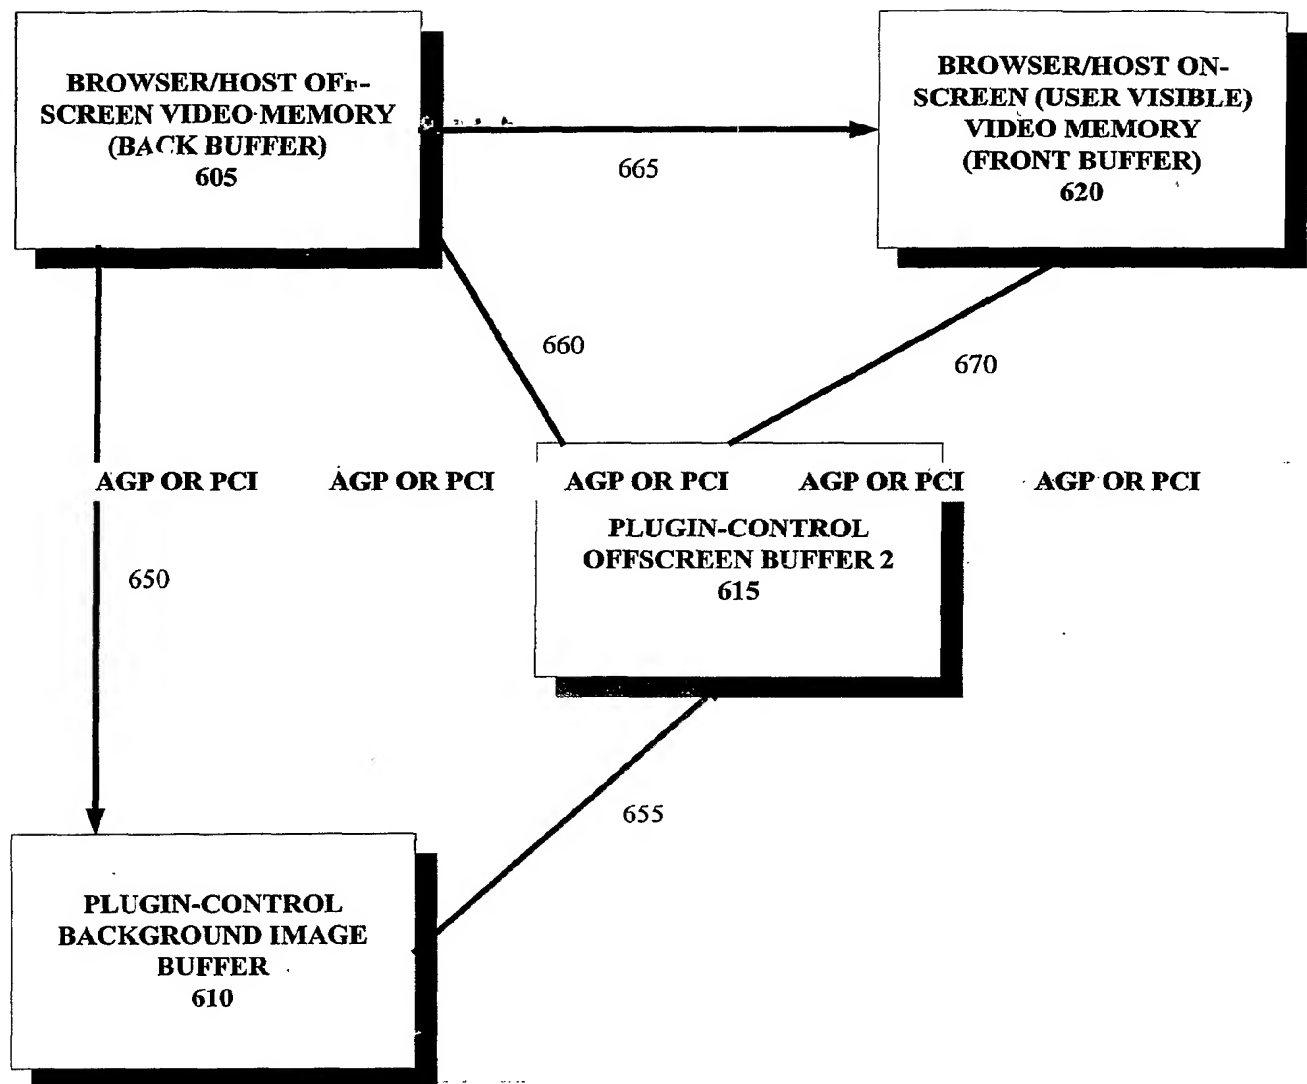 BROWSER/HOST OFF-
SCREEN VIDEO MEMORY
(BACK BUFFER)
605
BROWSER/HOST ON-
SCREEN (USER VISIBLE)
VIDEO MEMORY
(FRONT BUFFER)
620
665
660
670
AGP OR PCI AGP OR PCI AGP OR PCI AGP OR PCI AGP OR PCI
PLUGIN-CONTROL
OFFSCREEN BUFFER 2
615
650
655
PLUGIN-CONTROL
BACKGROUND IMAGE
BUFFER
610